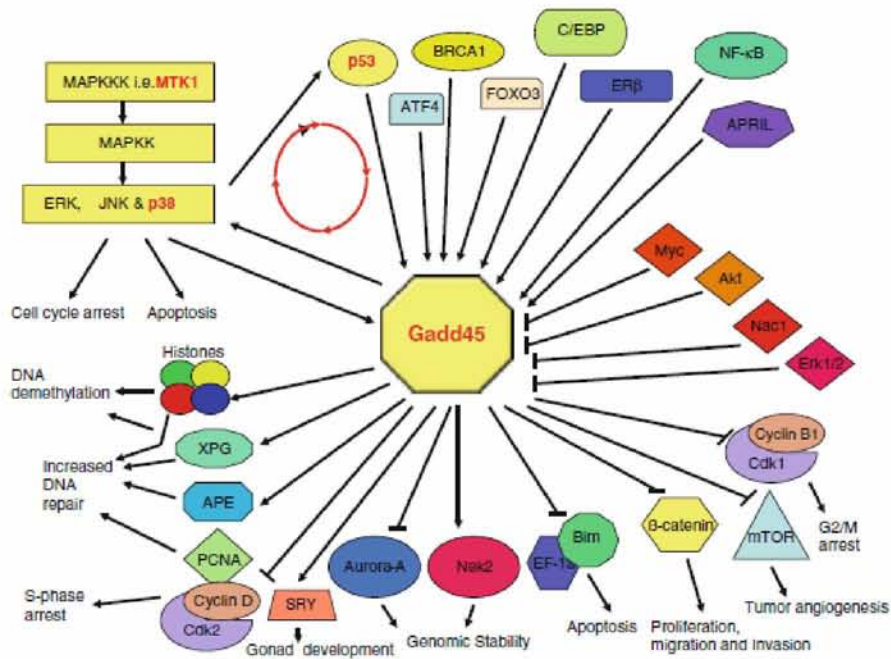 C/EBP
BRCA1
p53
NF-κB
MAPKKK i.e.MTK1
ERβ
FOXO3
ATF4
APRIL
MAPKK
ERK, JNK & p38
Myc
Akt
Cell cycle arrest
Apoptosis
Gadd45
Nac1
Histones
Erk1/2
DNA
demethylation
Cyclin B1
XPG
Cdk1
Increased
DNA
repair
APE
G2/M
arrest
ß-catenin
mTOR
Bim
PCNA
Aurora-A
Nek2
EF-1α
S-phase
arrest
Cyclin D
SRY
Tumor angiogenesis
Cdk2
Apoptosis
Proliferation,
migration and Invasion
Gonad development
Genomic Stability